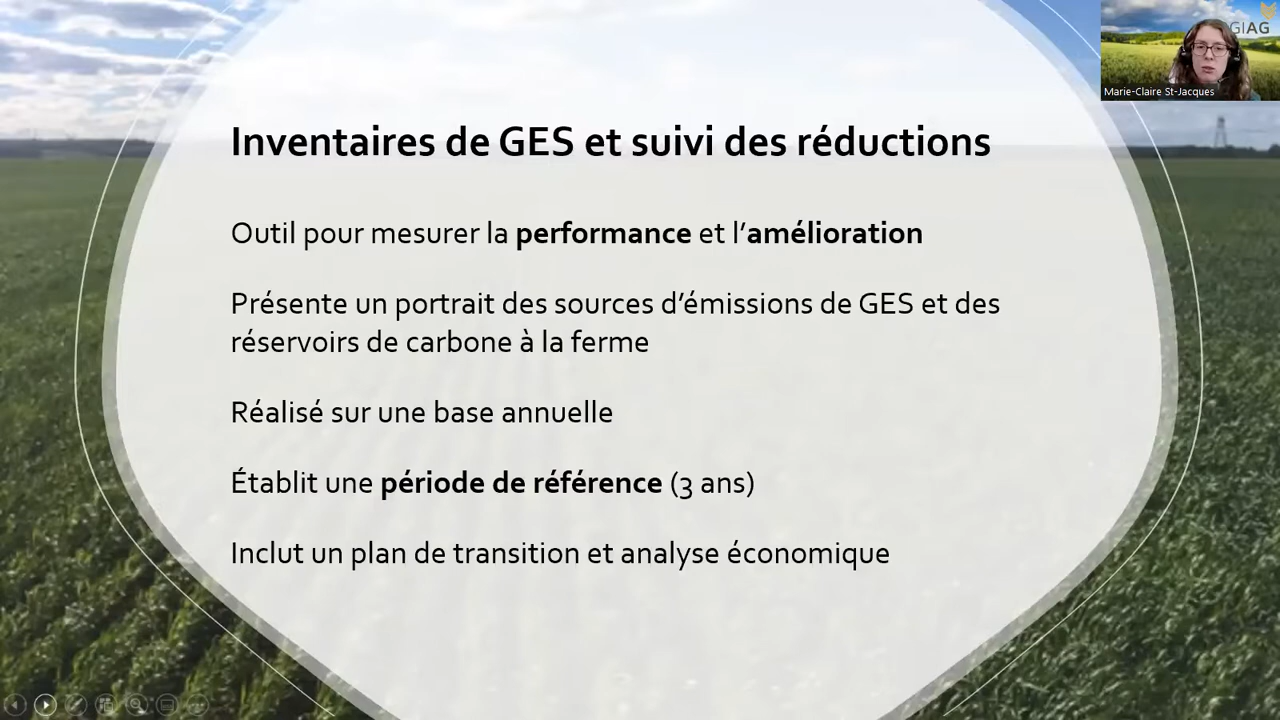 GIAG
Marie-Claire St-Jacques
Inventaires de GES et suivi des réductions
Outil pour mesurer la performance et l’amélioration
Présente un portrait des sources d’émissions de GES et des
réservoirs de carbone à la ferme
Réalisé sur une base annuelle
Établit une période de référence (3 ans)
Inclut un plan de transition et analyse économique